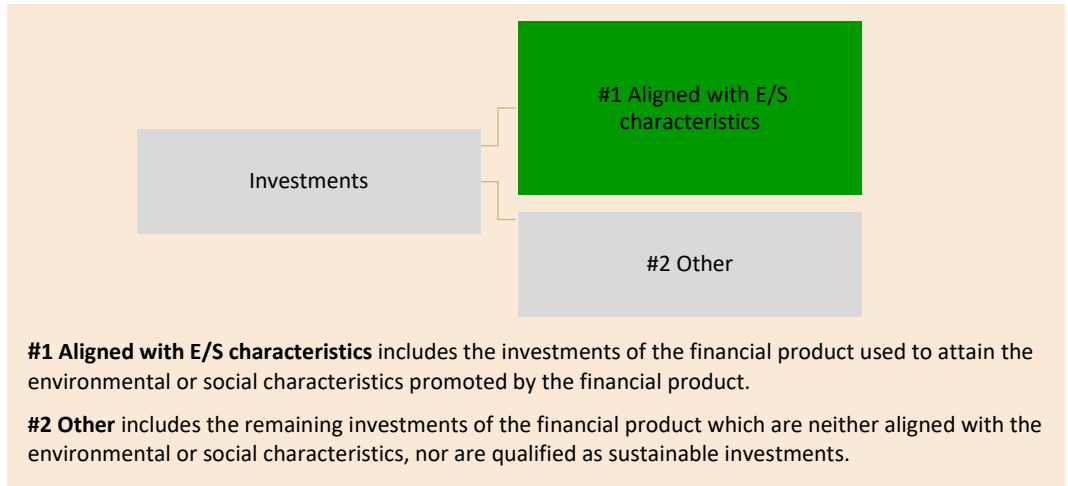 #1 Aligned with E/S
characteristics
Investments
#2 Other
#1 Aligned with E/S characteristics includes the investments of the financial product used to attain the
environmental or social characteristics promoted by the financial product.
#2 Other includes the remaining investments of the financial product which are neither aligned with the
environmental or social characteristics, nor are qualified as sustainable investments.